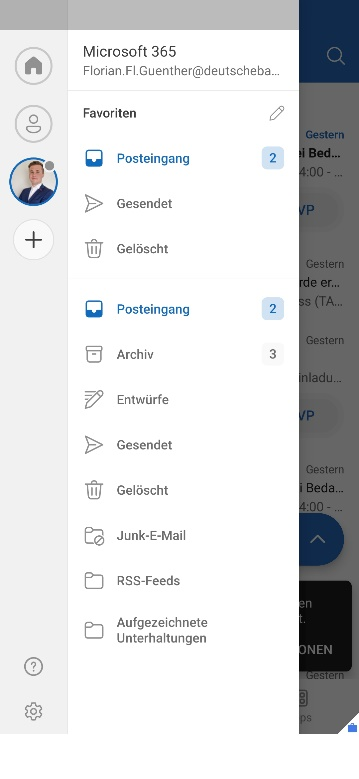 Microsoft 365
Florian.Fl.Guenther@deutscheba...
Favoriten
Posteingang 2
Gesendet
Gelöscht
Posteingang 2
Archiv 3
Entwürfe
Gesendet
Gelöscht
Junk-E-Mail
RSS-Feeds
Aufgezeichnete
Unterhaltungen
Gestern
ei Bed...
4:00 - ...
VP
Gestern
rde er...
ss (TA...
Gestern
inladu...
VP
Gestern
i Beda...
4:00 - ...
en
t.
ONEN
Gestern
ps